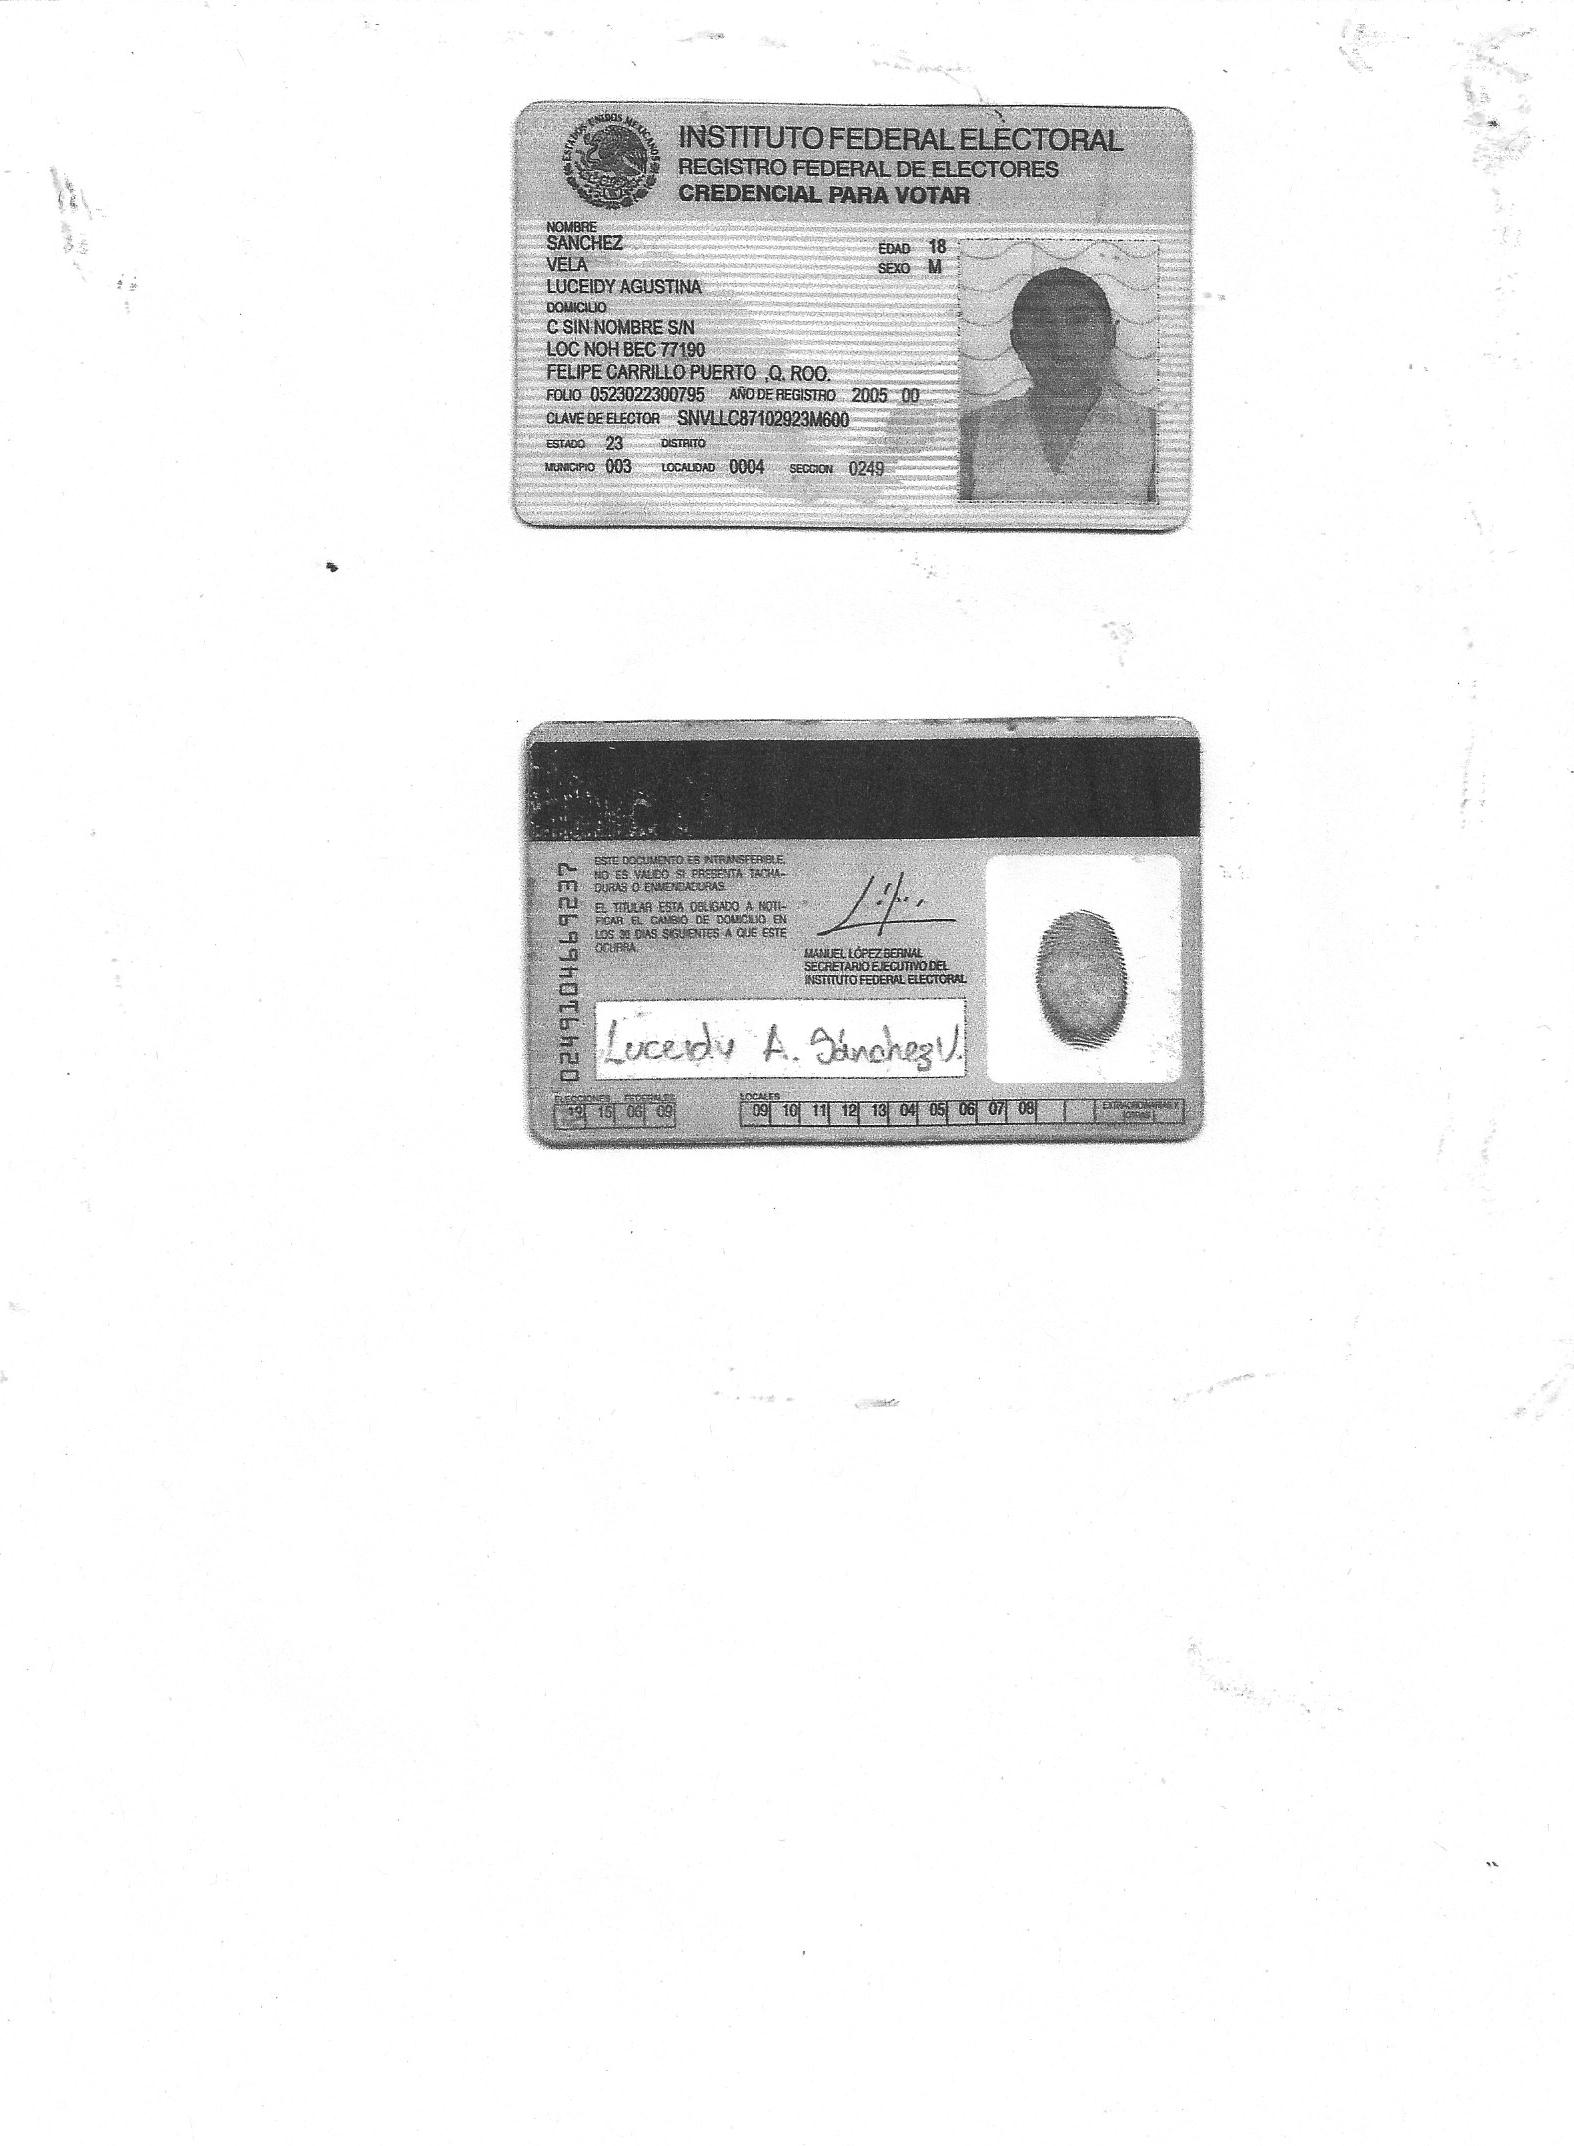 ESTADOS UNIDOS MEXICANOS
INSTITUTO FEDERAL ELECTORAL
REGISTRO FEDERAL DE ELECTORES
CREDENCIAL PARA VOTAR
NOMBRE
SANCHEZ
VELA
LUCEIDY AGUSTINA
EDAD 18
SEXO M
DOMICILIO
C SIN NOMBRE S/N
LOC NOH BEC 77190
FELIPE CARRILLO PUERTO ,Q. ROO.
FOLIO 0523022300795 AÑO DE REGISTRO 2005 00
CLAVE DE ELECTOR SNVLLC87102923M600
ESTADO 23 DISTRITO
MUNICIPIO 003 LOCALIDAD 0004 SECCION 0249
0249104669237
ESTE DOCUMENTO ES INTRANSFERIBLE.
NO ES VALIDO SI PRESENTA TACHA-
DURAS O ENMENDADURAS.
EL TITULAR ESTA OBLIGADO A NOTI-
FICAR EL CAMBIO DE DOMICILIO EN
LOS 30 DIAS SIGUIENTES A QUE ESTE
OCURRA.
MANUEL LÓPEZ BERNAL
SECRETARIO EJECUTIVO DEL
INSTITUTO FEDERAL ELECTORAL
Luceidy A. Sánchez V.
ELECCIONES FEDERALES
12 15 06 09
LOCALES
09 10 11 12 13 04 05 06 07 08
EXTRAORDINARIAS Y
OTRAS